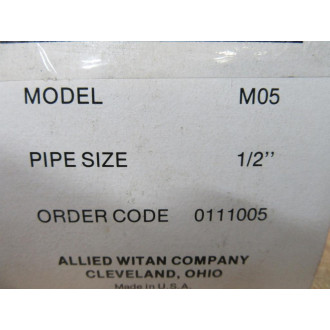 MODEL M05
PIPE SIZE 1/2''
ORDER CODE 0111005
ALLIED WITAN COMPANY
CLEVELAND, OHIO
Made in U.S.A.